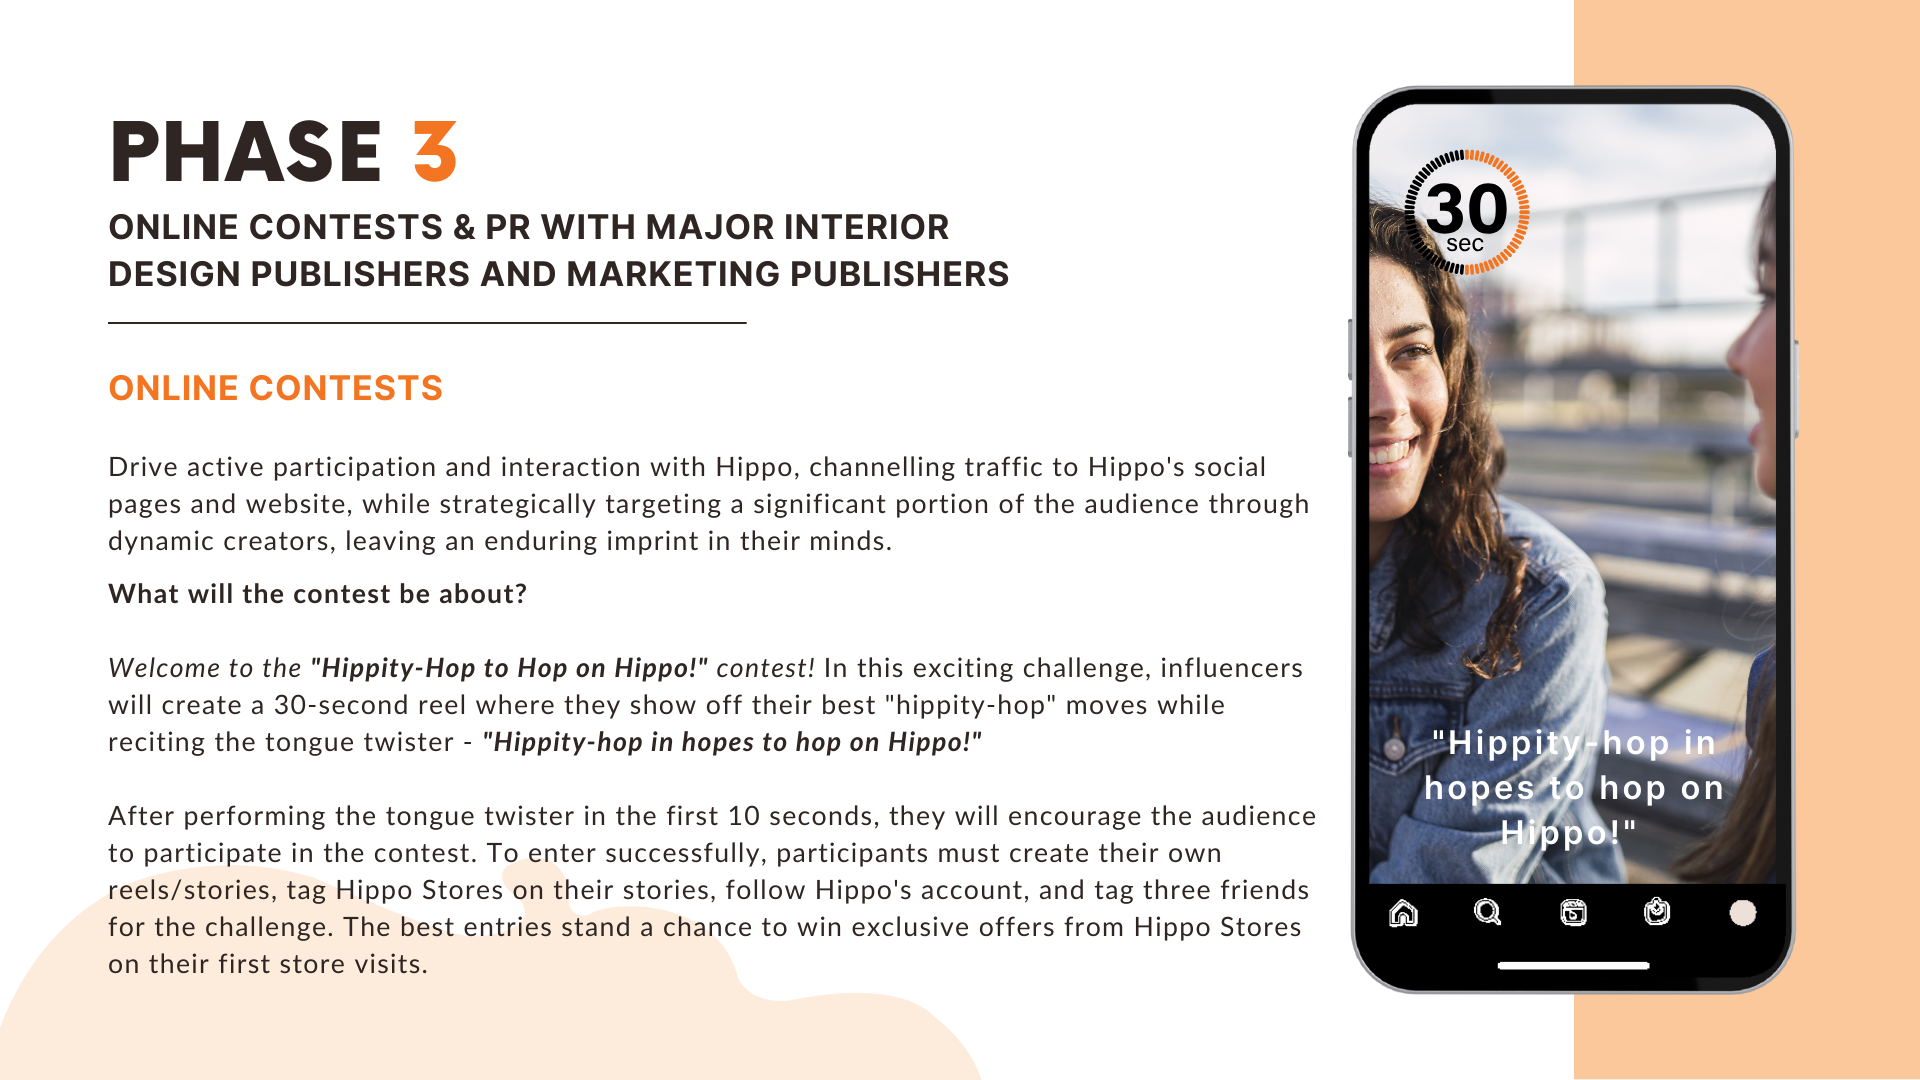 PHASE 3
ONLINE CONTESTS & PR WITH MAJOR INTERIOR
DESIGN PUBLISHERS AND MARKETING PUBLISHERS
ONLINE CONTESTS
Drive active participation and interaction with Hippo, channelling traffic to Hippo's social
pages and website, while strategically targeting a significant portion of the audience through
dynamic creators, leaving an enduring imprint in their minds.
What will the contest be about?
Welcome to the "Hippity-Hop to Hop on Hippo!" contest! In this exciting challenge, influencers
will create a 30-second reel where they show off their best "hippity-hop" moves while
reciting the tongue twister - "Hippity-hop in hopes to hop on Hippo!"
After performing the tongue twister in the first 10 seconds, they will encourage the audience
to participate in the contest. To enter successfully, participants must create their own
reels/stories, tag Hippo Stores on their stories, follow Hippo's account, and tag three friends
for the challenge. The best entries stand a chance to win exclusive offers from Hippo Stores
on their first store visits.
30
sec
"Hippity-hop in
hopes to hop on
Hippo!"